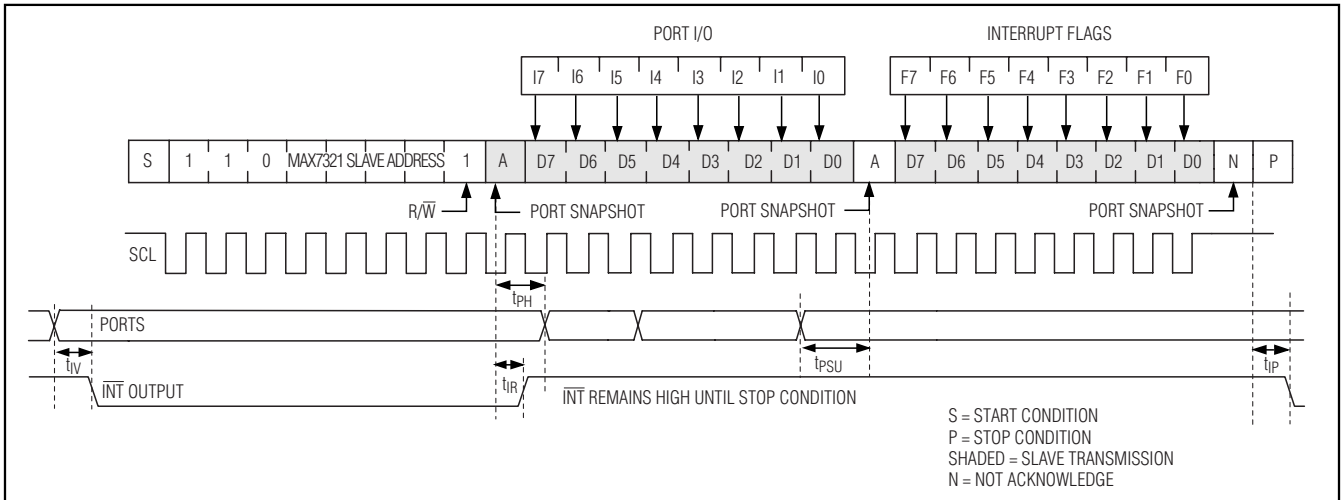 PORT I/O INTERRUPT FLAGS
I7 I6 I5 I4 I3 I2 I1 I0 F7 F6 F5 F4 F3 F2 F1 F0
S 1 1 0 MAX7321 SLAVE ADDRESS 1 A D7 D6 D5 D4 D3 D2 D1 D0 A D7 D6 D5 D4 D3 D2 D1 D0 N P
R/W̅ PORT SNAPSHOT PORT SNAPSHOT PORT SNAPSHOT
SCL
tPH
PORTS
tIV tIR tPSU tIP
I̅N̅T̅ OUTPUT I̅N̅T̅ REMAINS HIGH UNTIL STOP CONDITION
S = START CONDITION
P = STOP CONDITION
SHADED = SLAVE TRANSMISSION
N = NOT ACKNOWLEDGE